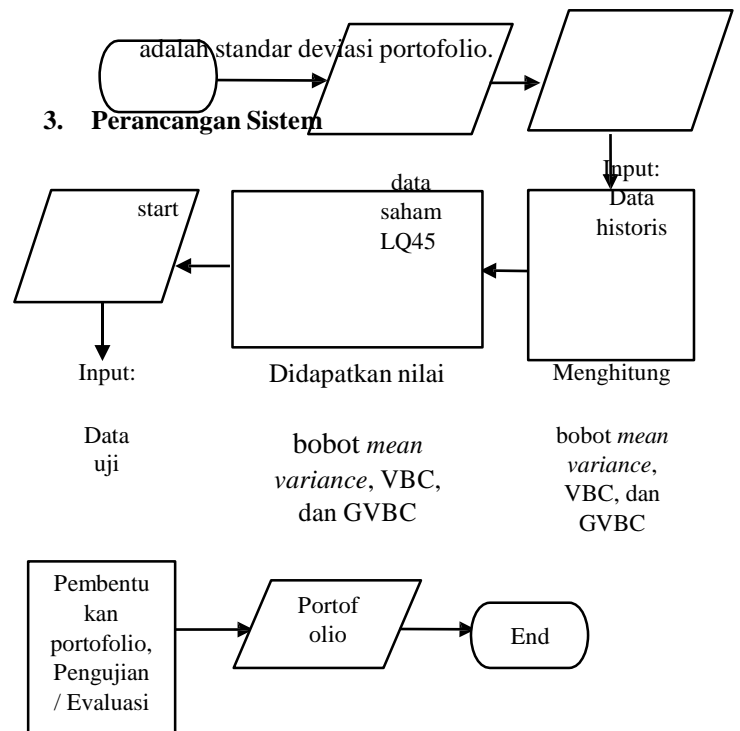 adalah standar deviasi portofolio.
3. Perancangan Sistem
Input:
Data
historis
data
saham
LQ45
start
Input:
Data
uji
Didapatkan nilai
bobot mean
variance, VBC,
dan GVBC
Menghitung
bobot mean
variance,
VBC, dan
GVBC
Pembentu
kan
portofolio,
Pengujian
/ Evaluasi
Portof
olio
End